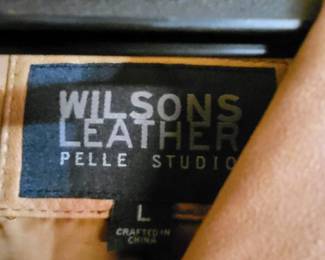 WILSONS
LEATHER
PELLE STUDIO
L
CRAFTED IN
CHINA